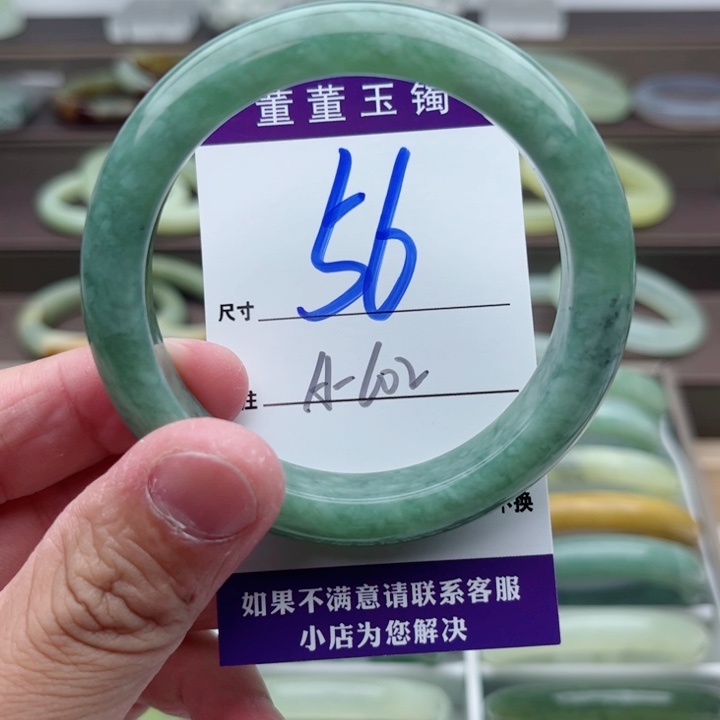 董董玉镯
尺寸 56
注 A-602
不换
如果不满意请联系客服
小店为您解决